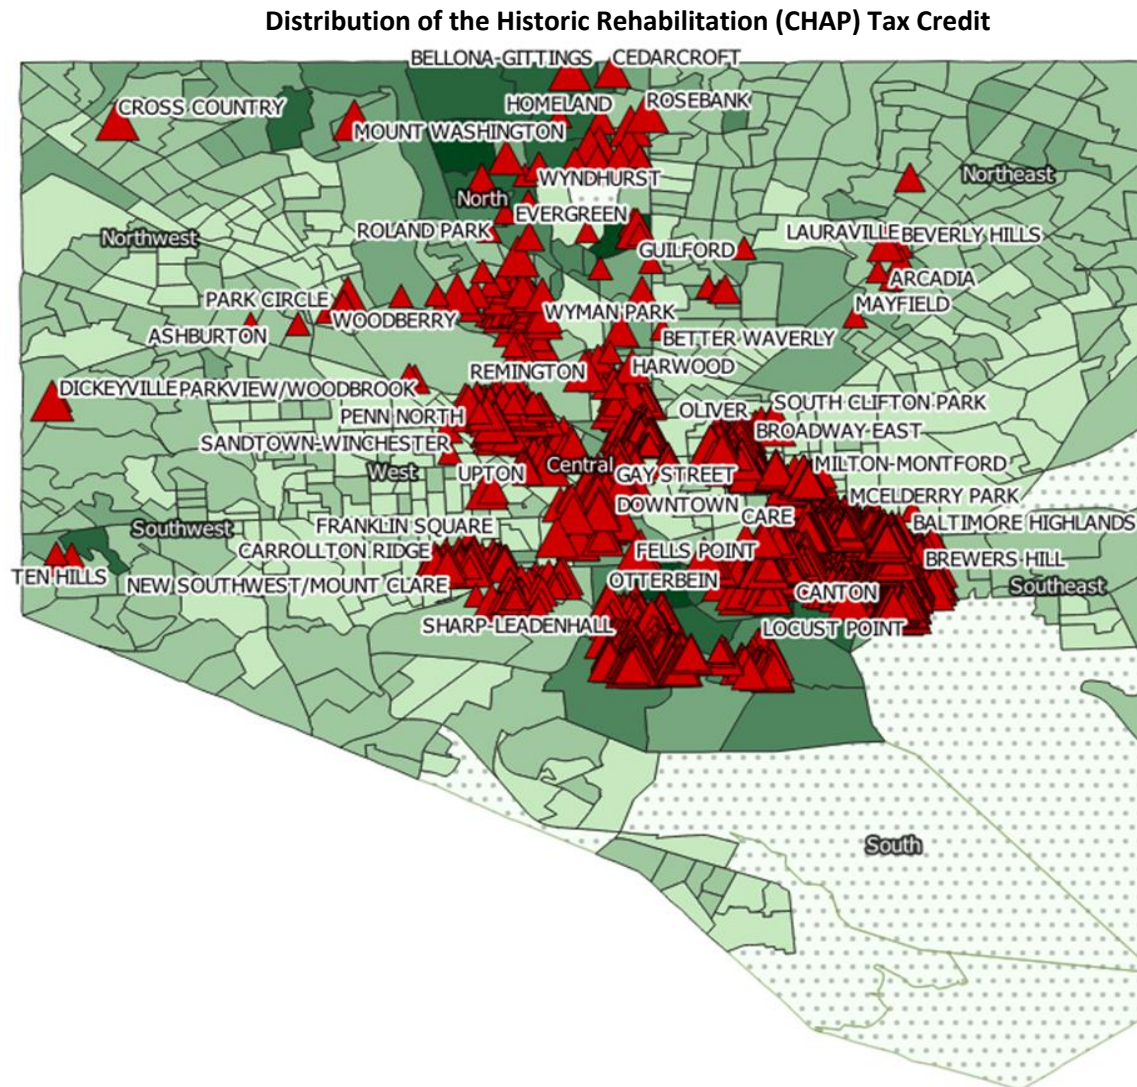 Distribution of the Historic Rehabilitation (CHAP) Tax Credit
BELLONA-GITTINGS
CEDARCROFT
CROSS COUNTRY
HOMELAND
ROSEBANK
MOUNT WASHINGTON
WYNDHURST
Northeast
North
EVERGREEN
ROLAND PARK
Northwest
GUILFORD
LAURAVILLE
BEVERLY HILLS
ARCADIA
PARK CIRCLE
MAYFIELD
WOODBERRY
WYMAN PARK
ASHBURTON
BETTER WAVERLY
REMINGTON
HARWOOD
DICKEYVILLE
PARKVIEW/WOODBROOK
PENN NORTH
OLIVER
SOUTH CLIFTON PARK
BROADWAY EAST
SANDTOWN-WINCHESTER
West
UPTON
Central
GAY STREET
MILTON-MONTFORD
DOWNTOWN
CARE
MCELDERRY PARK
Southwest
FRANKLIN SQUARE
BALTIMORE HIGHLANDS
CARROLLTON RIDGE
FELLS POINT
BREWERS HILL
TEN HILLS
NEW SOUTHWEST/MOUNT CLARE
OTTERBEIN
CANTON
Southeast
SHARP-LEADENHALL
LOCUST POINT
South